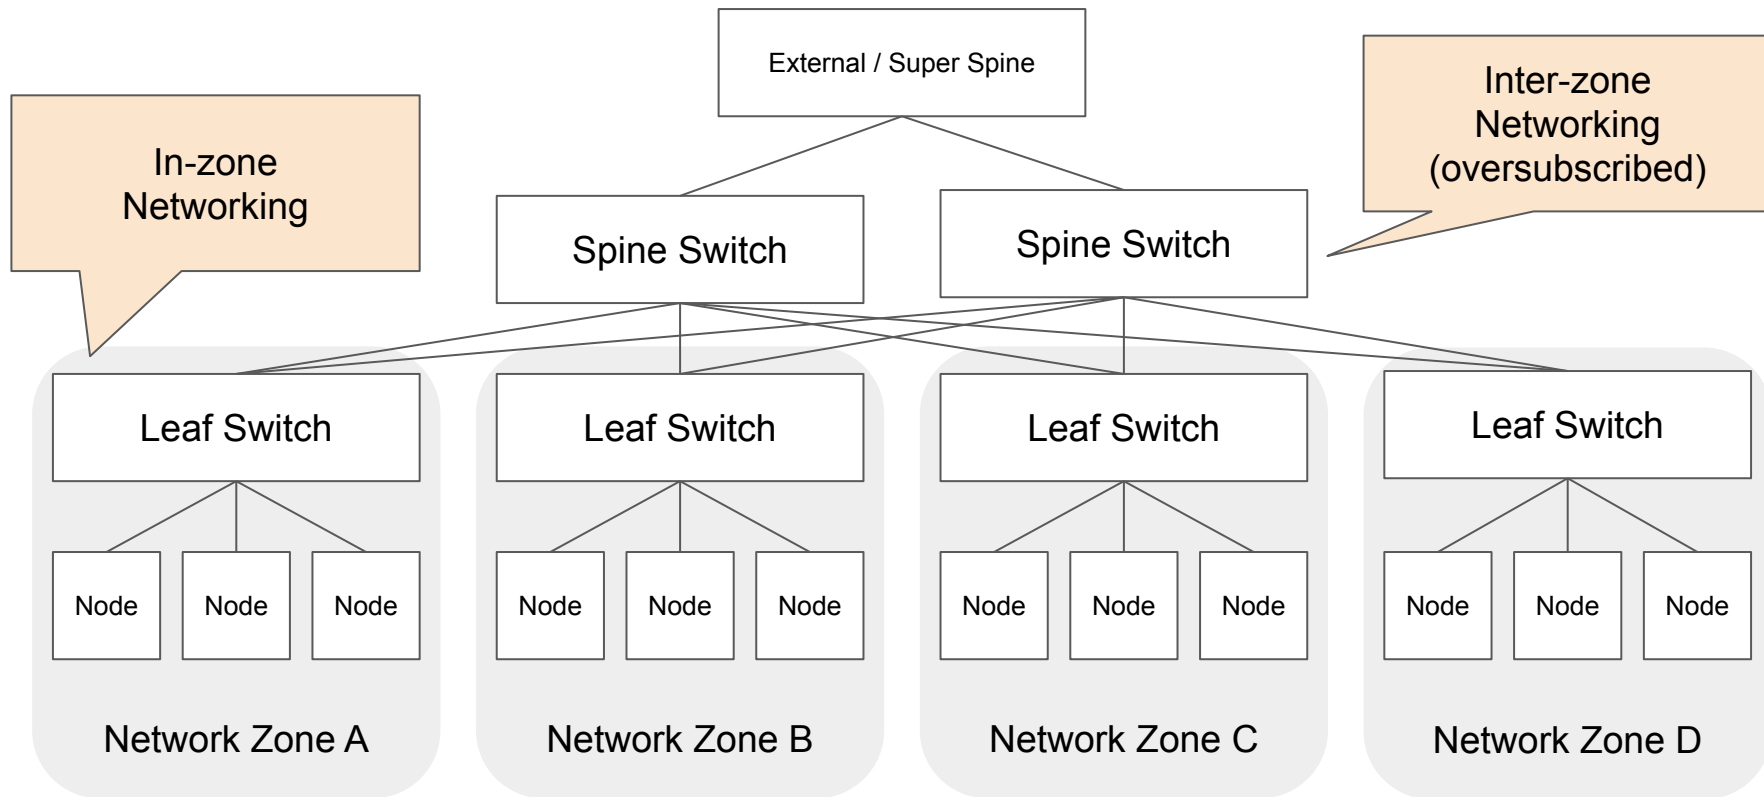 External / Super Spine
In-zone
Networking
Inter-zone
Networking
(oversubscribed)
Spine Switch
Spine Switch
Leaf Switch
Leaf Switch
Leaf Switch
Leaf Switch
Node
Node
Node
Node
Node
Node
Node
Node
Node
Node
Node
Node
Network Zone A
Network Zone B
Network Zone C
Network Zone D